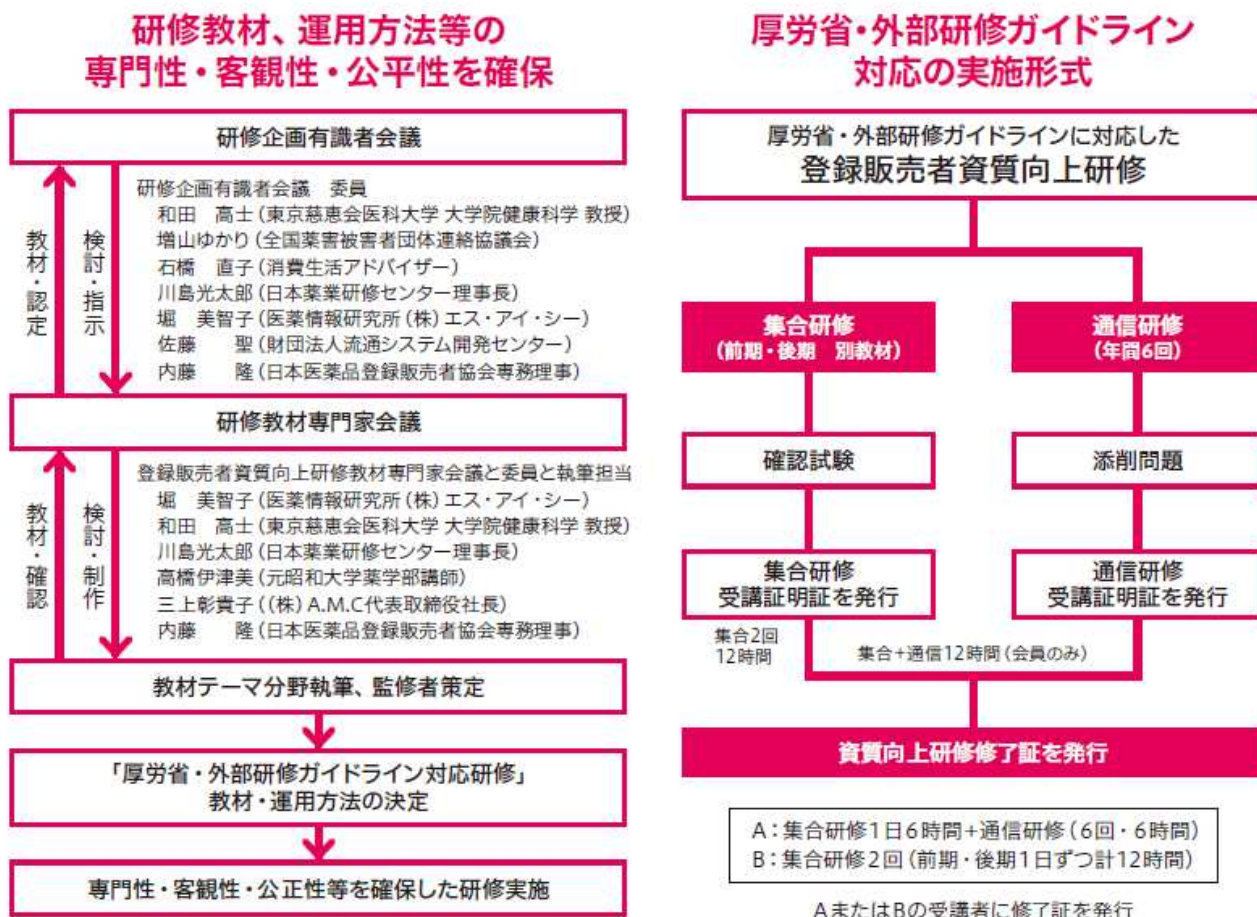 研修教材、運用方法等の
専門性・客観性・公平性を確保
研修企画有識者会議
教材・認定
検討・指示
研修企画有識者会議 委員
和田 高士(東京慈恵会医科大学 大学院健康科学 教授)
増山ゆかり(全国薬害被害者団体連絡協議会)
石橋 直子(消費生活アドバイザー)
川島光太郎(日本薬業研修センター理事長)
堀 美智子(医薬情報研究所(株)エス・アイ・シー)
佐藤 聖(財団法人流通システム開発センター)
内藤 隆(日本医薬品登録販売者協会専務理事)
研修教材専門家会議
教材・確認
検討・制作
登録販売者資質向上研修教材専門家会議と委員と執筆担当
堀 美智子(医薬情報研究所(株)エス・アイ・シー)
和田 高士(東京慈恵会医科大学 大学院健康科学 教授)
川島光太郎(日本薬業研修センター理事長)
高橋伊津美(元昭和大学薬学部講師)
三上彰貴子((株)A.M.C代表取締役社長)
内藤 隆(日本医薬品登録販売者協会専務理事)
教材テーマ分野執筆、監修者策定
「厚労省・外部研修ガイドライン対応研修」
教材・運用方法の決定
専門性・客観性・公正性等を確保した研修実施
厚労省・外部研修ガイドライン
対応の実施形式
厚労省・外部研修ガイドラインに対応した
登録販売者資質向上研修
集合研修
(前期・後期 別教材)
通信研修
(年間6回)
確認試験
添削問題
集合研修
受講証明証を発行
通信研修
受講証明証を発行
集合2回
12時間
集合+通信12時間(会員のみ)
資質向上研修修了証を発行
A:集合研修1日6時間+通信研修(6回・6時間)
B:集合研修2回(前期・後期1日ずつ計12時間)
AまたはBの受講者に修了証を発行